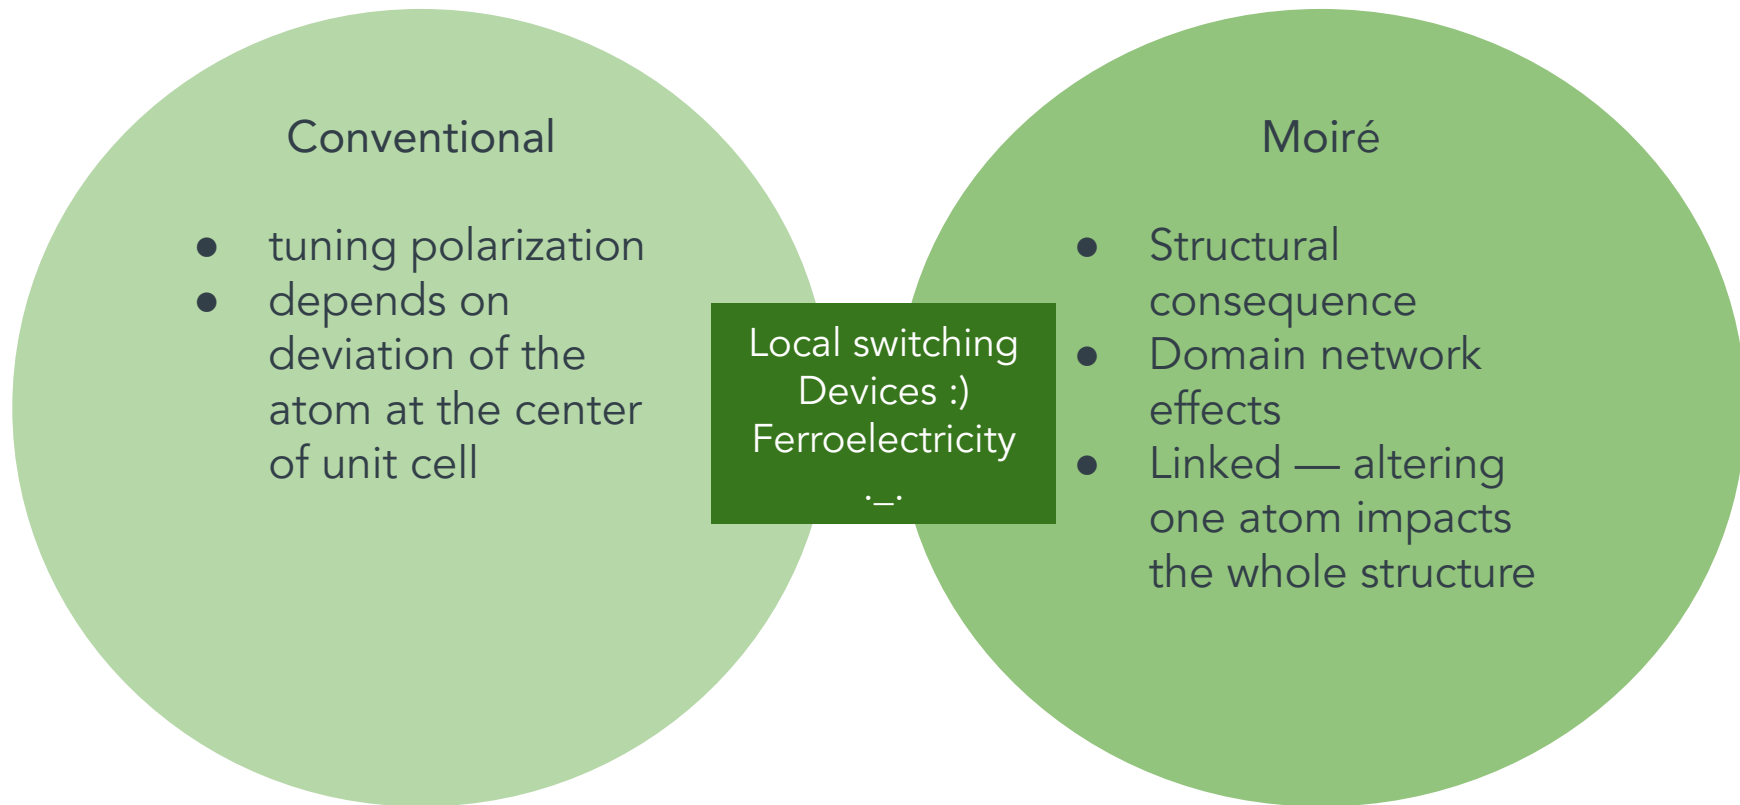 Conventional
● tuning polarization
● depends on
deviation of the
atom at the center
of unit cell
Local switching
Devices :)
Ferroelectricity
._.
Moiré
● Structural
consequence
● Domain network
effects
● Linked — altering
one atom impacts
the whole structure